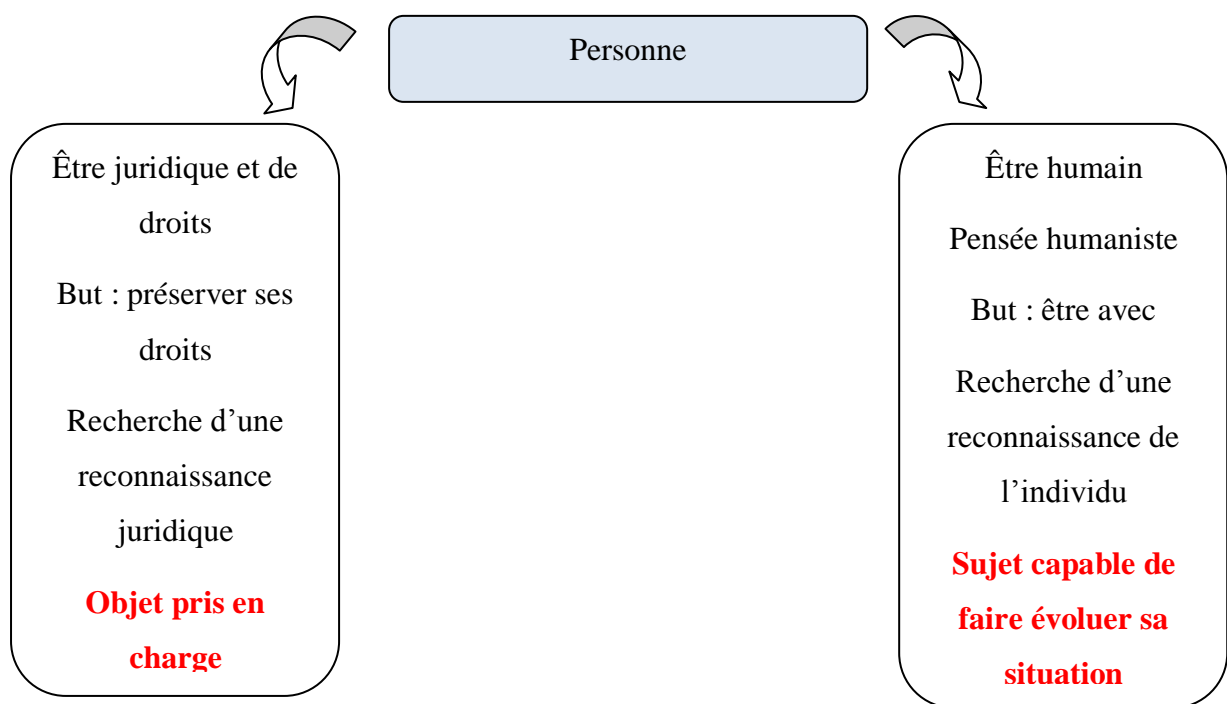 Personne
Être juridique et de
droits
But : préserver ses
droits
Recherche d’une
reconnaissance
juridique
Objet pris en
charge
Être humain
Pensée humaniste
But : être avec
Recherche d’une
reconnaissance de
l’individu
Sujet capable de
faire évoluer sa
situation